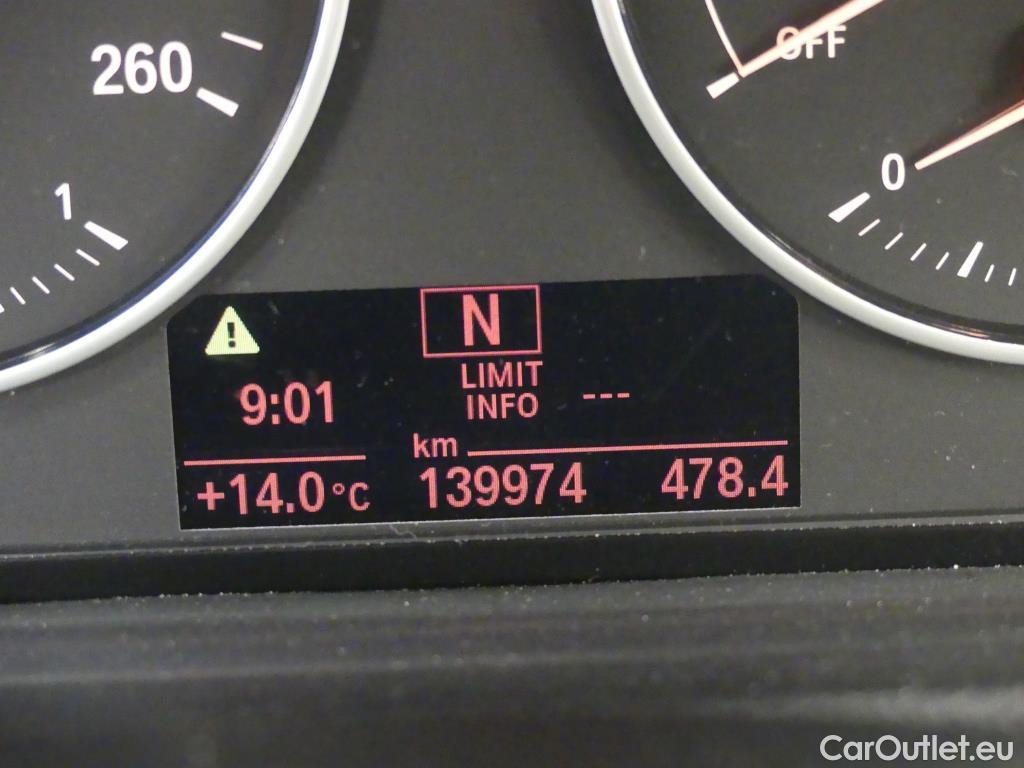 260
1
OFF
0
!
N
9:01
LIMIT
INFO
---
km
+14.0 °C
139974
478.4
CarOutlet.eu